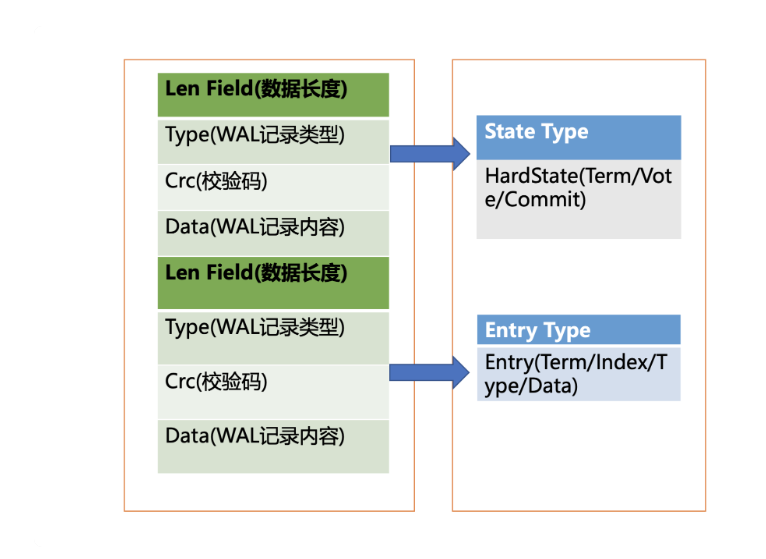 Len Field(数据长度)
Type(WAL记录类型)
Crc(校验码)
Data(WAL记录内容)
Len Field(数据长度)
Type(WAL记录类型)
Crc(校验码)
Data(WAL记录内容)
State Type
HardState(Term/Vot
e/Commit)
Entry Type
Entry(Term/Index/T
ype/Data)